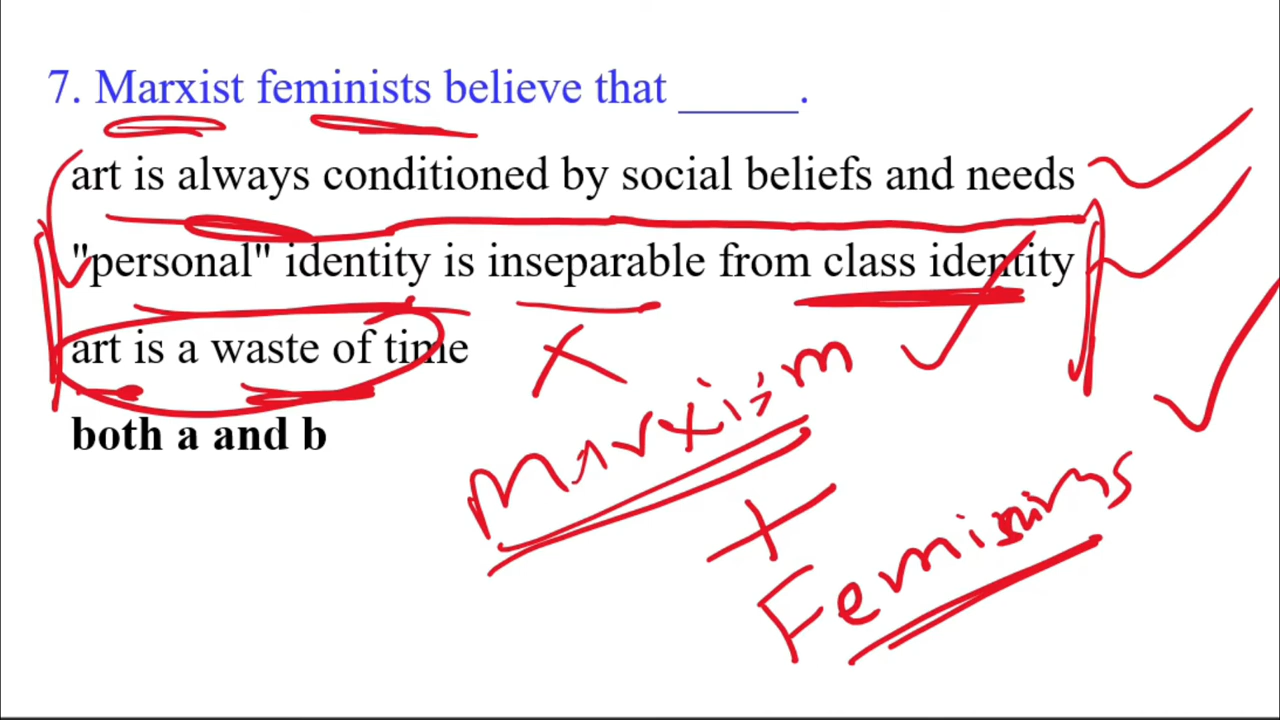 7. Marxist feminists believe that _____.
art is always conditioned by social beliefs and needs
"personal" identity is inseparable from class identity
art is a waste of time
both a and b
Marxism
+